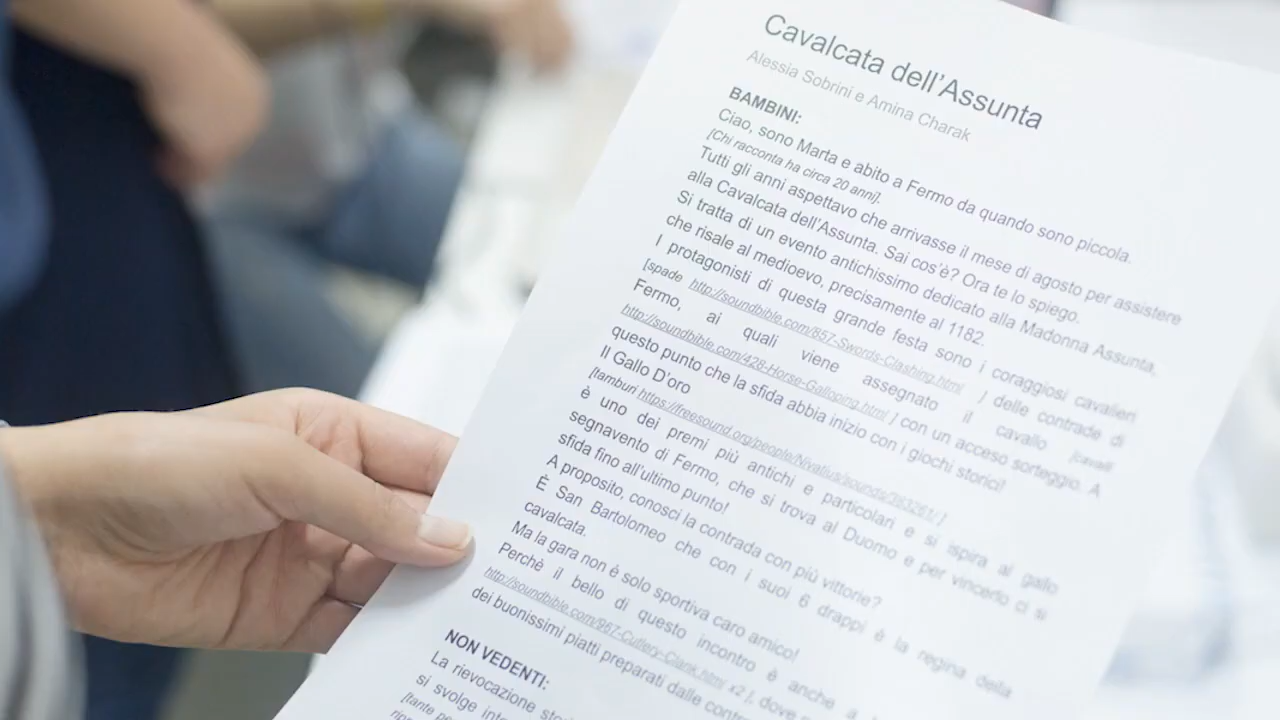 Cavalcata dell'Assunta
Alessia Sobrini e Amina Charak
BAMBINI:
Ciao, sono Marta e abito a Fermo da quando sono piccola.
[Chi racconta ha circa 20 anni].
Tutti gli anni aspettavo che arrivasse il mese di agosto per assistere
alla Cavalcata dell'Assunta. Sai cos'è? Ora te lo spiego.
Si tratta di un evento antichissimo dedicato alla Madonna Assunta,
che risale al medioevo, precisamente al 1182.
I protagonisti di questa grande festa sono i coraggiosi cavalieri
[spade http://soundbible.com/857-Swords-Clashing.html ] delle contrade di
Fermo, ai quali viene assegnato il cavallo [cavalli
http://soundbible.com/428-Horse-Galloping.html ] con un acceso sorteggio. A
questo punto che la sfida abbia inizio con i giochi storici!
Il Gallo D'oro
[tamburi https://freesound.org/people/
è uno dei premi più antichi e particolari e si ispira al gallo
segnavento di Fermo, che si trova al Duomo e per vincerlo ci si
sfida fino all'ultimo punto!
A proposito, conosci la contrada con più vittorie?
È San Bartolomeo che con i suoi 6 drappi è la regina della
cavalcata.
Ma la gara non è solo sportiva caro amico!
Perchè il bello di questo incontro è anche a
http://soundbible.com/967-Cutlery-Clank.html x2 ], dove
dei buonissimi piatti preparati dalle
NON VEDENTI:
La rievocazione
si svolge
[tante